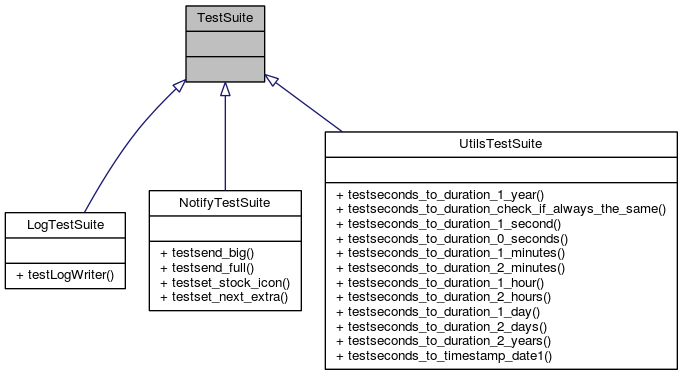 TestSuite
UtilsTestSuite
+ testseconds_to_duration_1_year()
+ testseconds_to_duration_check_if_always_the_same()
+ testseconds_to_duration_1_second()
+ testseconds_to_duration_0_seconds()
+ testseconds_to_duration_1_minutes()
+ testseconds_to_duration_2_minutes()
+ testseconds_to_duration_1_hour()
+ testseconds_to_duration_2_hours()
+ testseconds_to_duration_1_day()
+ testseconds_to_duration_2_days()
+ testseconds_to_duration_2_years()
+ testseconds_to_timestamp_date1()
NotifyTestSuite
+ testsend_big()
+ testsend_full()
+ testset_stock_icon()
+ testset_next_extra()
LogTestSuite
+ testLogWriter()